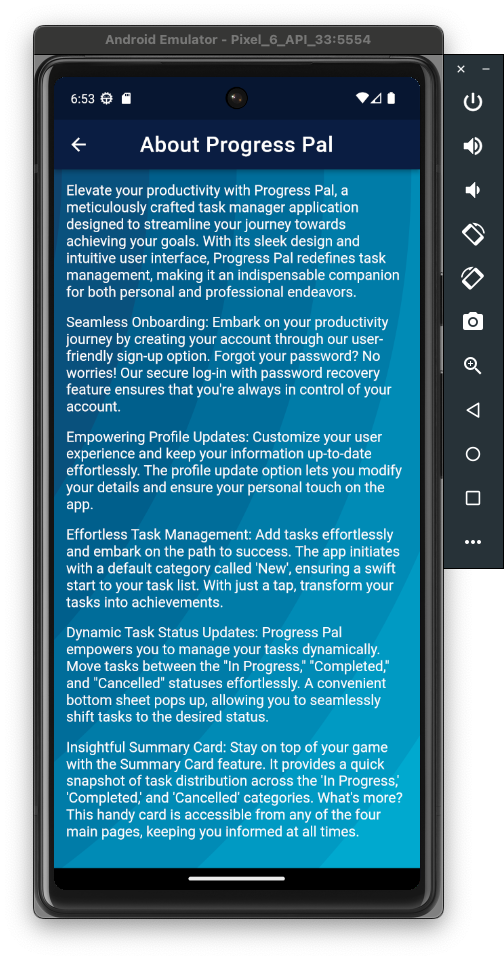 Android Emulator - Pixel_6_API_33:5554
6:53
About Progress Pal
Elevate your productivity with Progress Pal, a
meticulously crafted task manager application
designed to streamline your journey towards
achieving your goals. With its sleek design and
intuitive user interface, Progress Pal redefines task
management, making it an indispensable companion
for both personal and professional endeavors.
Seamless Onboarding: Embark on your productivity
journey by creating your account through our user-
friendly sign-up option. Forgot your password? No
worries! Our secure log-in with password recovery
feature ensures that you're always in control of your
account.
Empowering Profile Updates: Customize your user
experience and keep your information up-to-date
effortlessly. The profile update option lets you modify
your details and ensure your personal touch on the
app.
Effortless Task Management: Add tasks effortlessly
and embark on the path to success. The app initiates
with a default category called 'New', ensuring a swift
start to your task list. With just a tap, transform your
tasks into achievements.
Dynamic Task Status Updates: Progress Pal
empowers you to manage your tasks dynamically.
Move tasks between the "In Progress," "Completed,"
and "Cancelled" statuses effortlessly. A convenient
bottom sheet pops up, allowing you to seamlessly
shift tasks to the desired status.
Insightful Summary Card: Stay on top of your game
with the Summary Card feature. It provides a quick
snapshot of task distribution across the 'In Progress,'
'Completed,' and 'Cancelled' categories. What's more?
This handy card is accessible from any of the four
main pages, keeping you informed at all times.